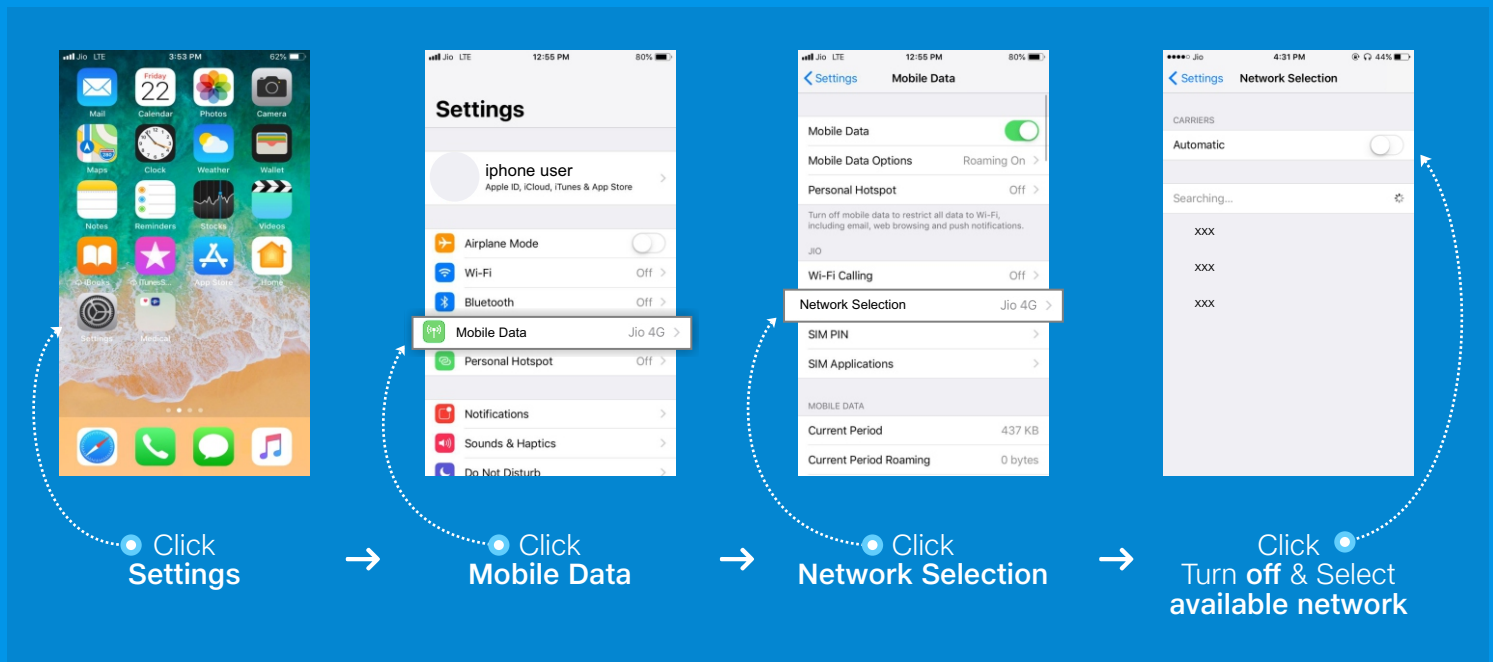 Jio LTE 3:53 PM 62%
Friday
22
Mail Calendar Photos Camera
280
Maps Clock Weather Wallet
Notes Reminders Stocks Videos
iBooks iTunes S... App Store Home
Settings Medical
Click
Settings
Jio LTE 12:55 PM 80%
Settings
iphone user
Apple ID, iCloud, iTunes & App Store
Airplane Mode
Wi-Fi Off
Bluetooth Off
Mobile Data Jio 4G
Personal Hotspot Off
Notifications
Sounds & Haptics
Do Not Disturb
Click
Mobile Data
Jio LTE 12:55 PM 80%
Settings Mobile Data
Mobile Data
Mobile Data Options Roaming On
Personal Hotspot Off
Turn off mobile data to restrict all data to Wi-Fi,
including email, web browsing and push notifications.
JIO
Wi-Fi Calling Off
Network Selection Jio 4G
SIM PIN
SIM Applications
MOBILE DATA
Current Period 437 KB
Current Period Roaming 0 bytes
Click
Network Selection
Jio 4:31 PM 44%
Settings Network Selection
CARRIERS
Automatic
Searching...
xxx
xxx
xxx
Click
Turn off & Select
available network